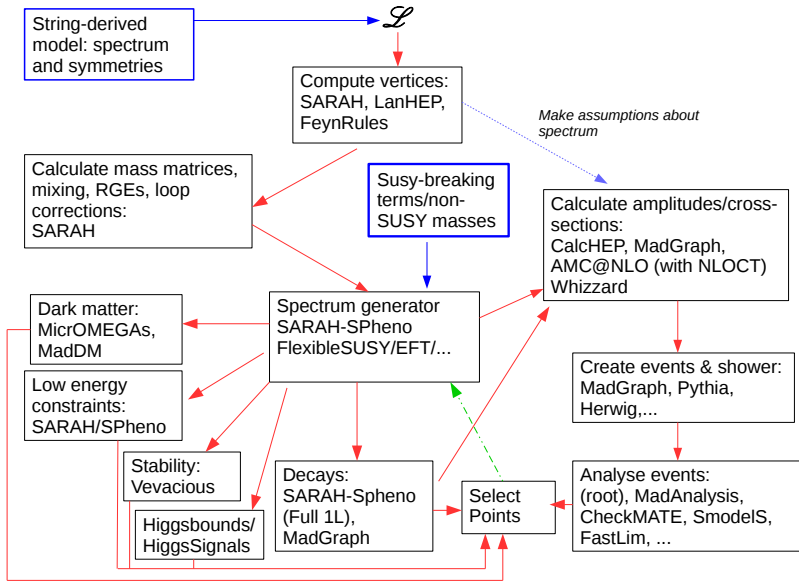 String-derived
model: spectrum
and symmetries
ℒ
Compute vertices:
SARAH, LanHEP,
FeynRules
Make assumptions about
spectrum
Calculate mass matrices,
mixing, RGEs, loop
corrections:
SARAH
Susy-breaking
terms/non-
SUSY masses
Calculate amplitudes/cross-
sections:
CalcHEP, MadGraph,
AMC@NLO (with NLOCT)
Whizzard
Dark matter:
MicrOMEGAs,
MadDM
Spectrum generator
SARAH-SPheno
FlexibleSUSY/EFT/...
Low energy
constraints:
SARAH/SPheno
Create events & shower:
MadGraph, Pythia,
Herwig,...
Stability:
Vevacious
Higgsbounds/
HiggsSignals
Decays:
SARAH-Spheno
(Full 1L),
MadGraph
Select
Points
Analyse events:
(root), MadAnalysis,
CheckMATE, SmodelS,
FastLim, ...